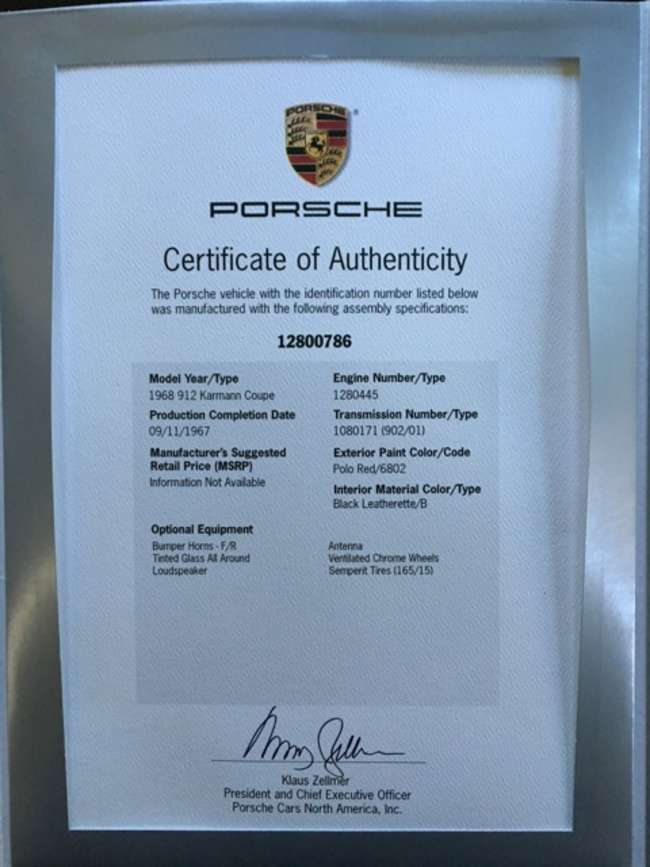 PORSCHE
®
PORSCHE
Certificate of Authenticity
The Porsche vehicle with the identification number listed below
was manufactured with the following assembly specifications:
12800786
Model Year/Type
1968 912 Karmann Coupe
Production Completion Date
09/11/1967
Manufacturer's Suggested
Retail Price (MSRP)
Information Not Available
Engine Number/Type
1280445
Transmission Number/Type
1080171 (902/01)
Exterior Paint Color/Code
Polo Red/6802
Interior Material Color/Type
Black Leatherette/B
Optional Equipment
Bumper Horns - F/R
Tinted Glass All Around
Loudspeaker
Antenna
Ventilated Chrome Wheels
Semperit Tires (165/15)
Klaus Zellmer
President and Chief Executive Officer
Porsche Cars North America, Inc.